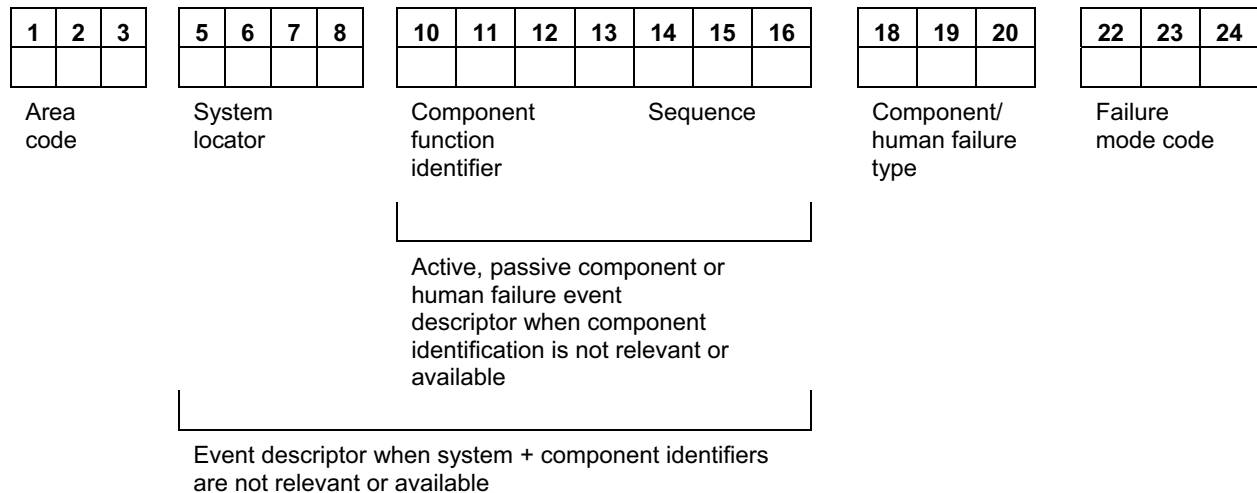 1 2 3 5 6 7 8 10 11 12 13 14 15 16 18 19 20 22 23 24
Area
code
System
locator
Component
function
identifier
Sequence
Component/
human failure
type
Failure
mode code
Active, passive component or
human failure event
descriptor when component
identification is not relevant or
available
Event descriptor when system + component identifiers
are not relevant or available